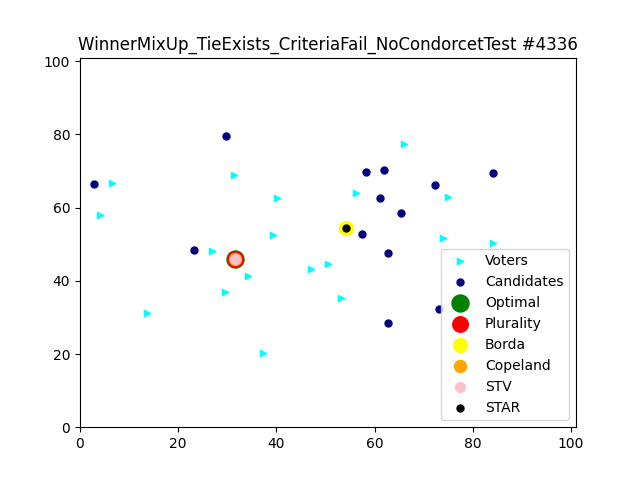 WinnerMixUp_TieExists_CriteriaFail_NoCondorcetTest #4336
100
80
60
40
20
0
0 20 40 60 80 100
Voters
Candidates
Optimal
Plurality
Borda
Copeland
STV
STAR